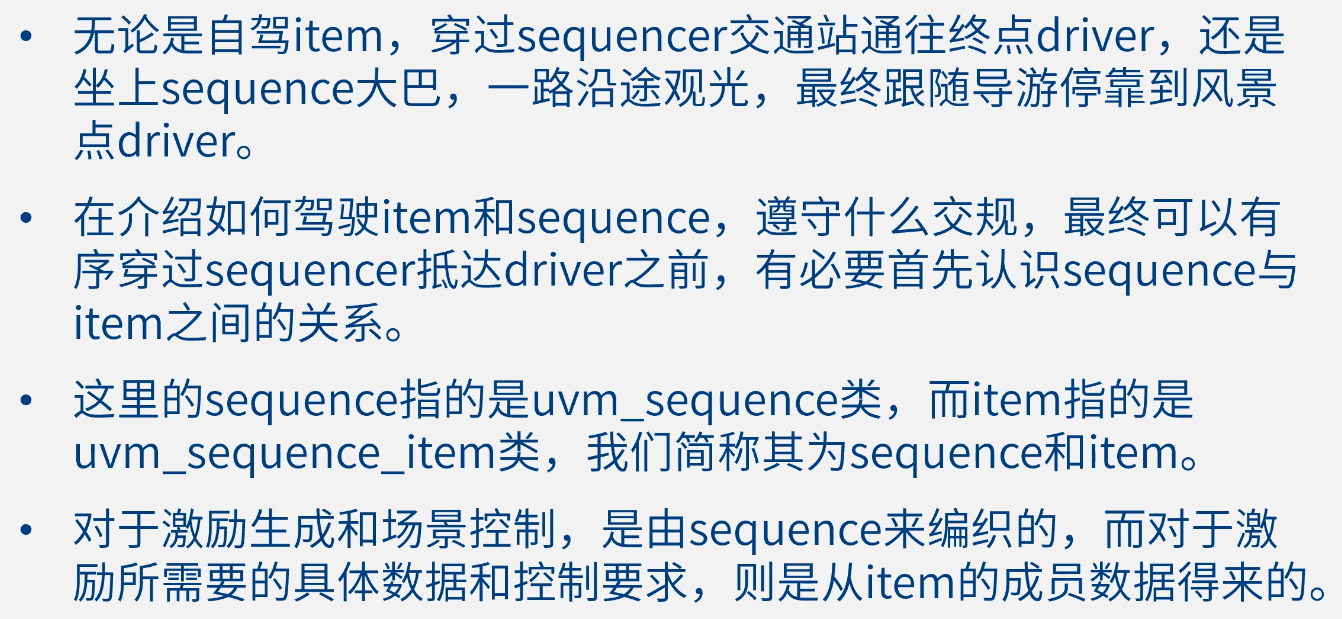 • 无论是自驾item，穿过sequencer交通站通往终点driver，还是
坐上sequence大巴，一路沿途观光，最终跟随导游停靠到风景
点driver。
• 在介绍如何驾驶item和sequence，遵守什么交规，最终可以有
序穿过sequencer抵达driver之前，有必要首先认识sequence与
item之间的关系。
• 这里的sequence指的是uvm_sequence类，而item指的是
uvm_sequence_item类，我们简称其为sequence和item。
• 对于激励生成和场景控制，是由sequence来编织的，而对于激
励所需要的具体数据和控制要求，则是从item的成员数据得来的。